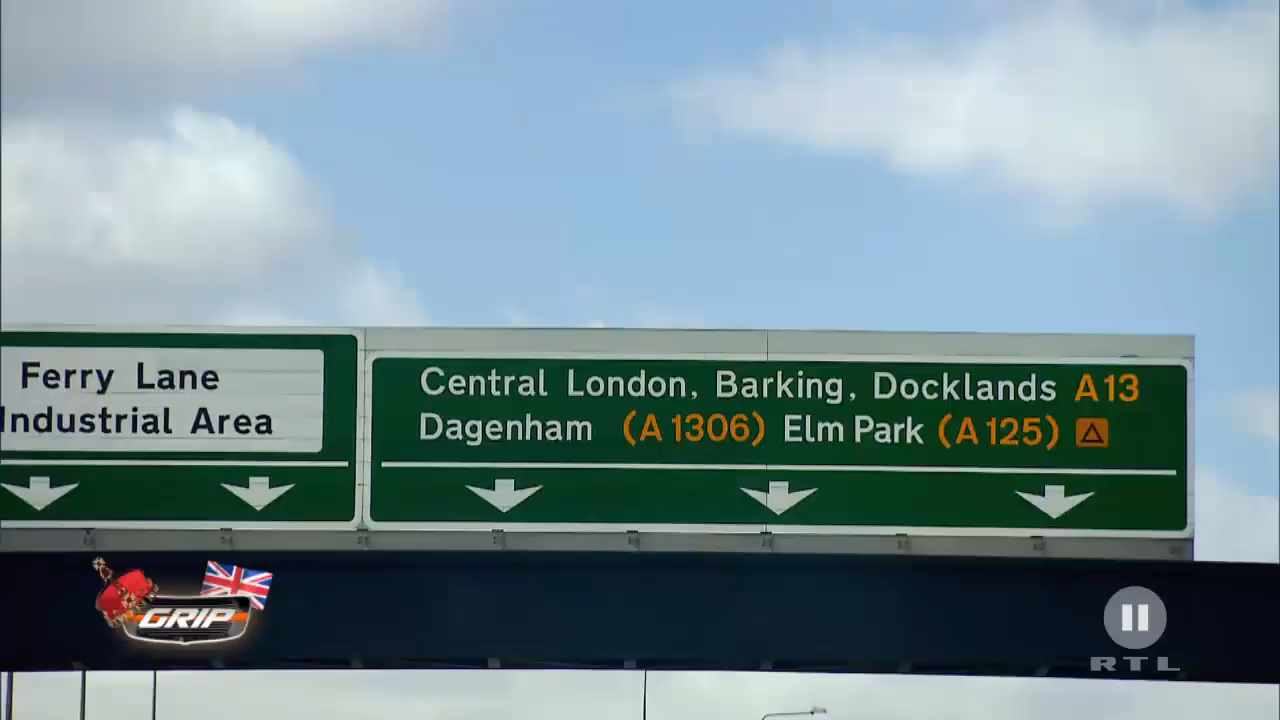 Ferry Lane
Industrial Area
Central London, Barking, Docklands A13
Dagenham (A1306) Elm Park (A125)
GRIP
RTL